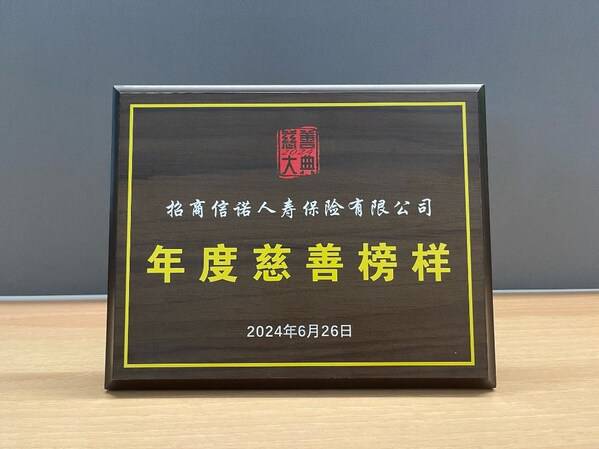 慈善
大典
招商信诺人寿保险有限公司
年度慈善榜样
2024年6月26日